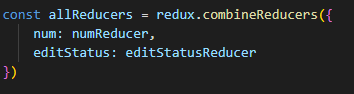 const allReducers = redux.combineReducers({
    num: numReducer,
    editStatus: editStatusReducer
})